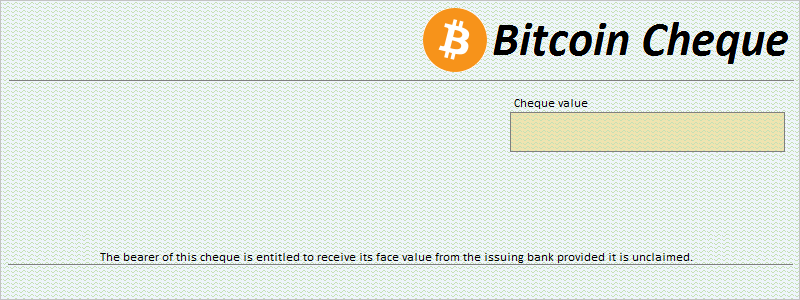 Bitcoin Cheque
Cheque value
The bearer of this cheque is entitled to receive its face value from the issuing bank provided it is unclaimed.